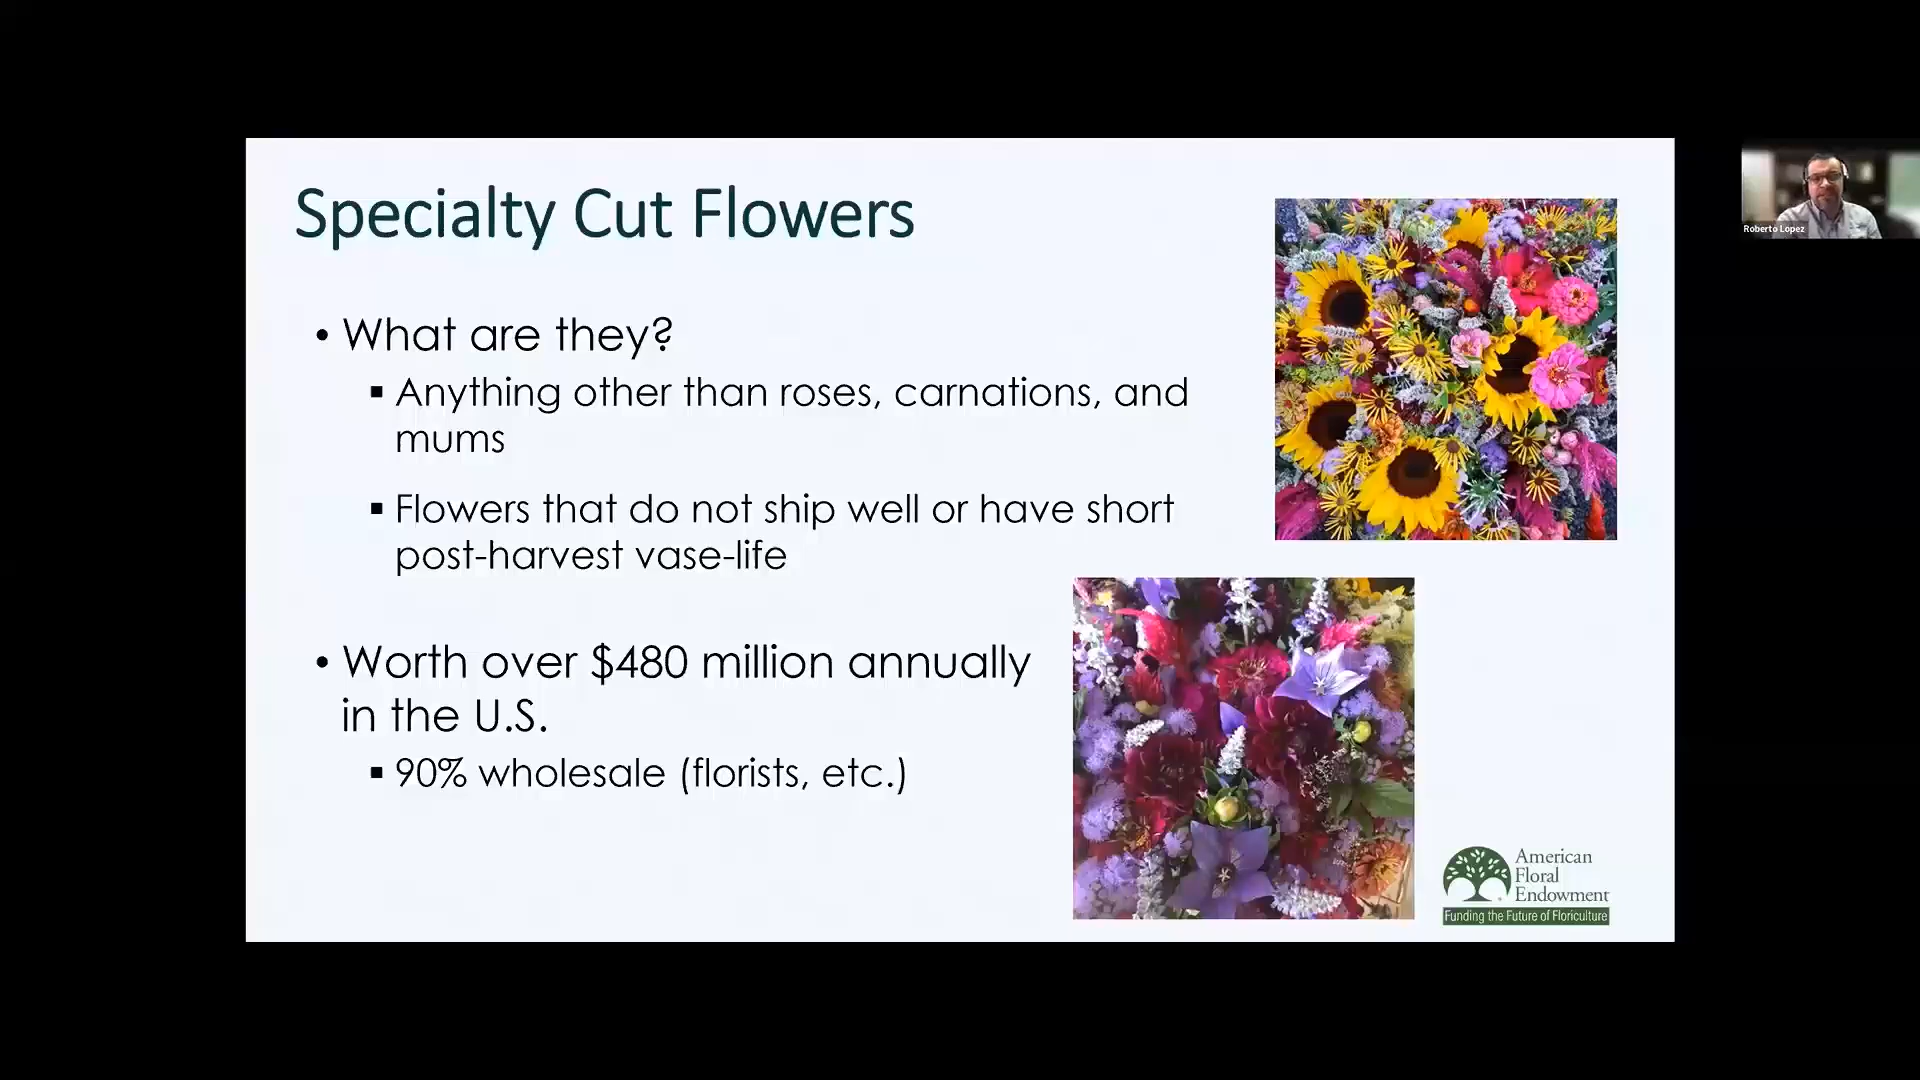 Specialty Cut Flowers
• What are they?
▪ Anything other than roses, carnations, and
mums
▪ Flowers that do not ship well or have short
post-harvest vase-life
• Worth over $480 million annually
in the U.S.
▪ 90% wholesale (florists, etc.)
American
Floral
Endowment
Funding the Future of Floriculture
Roberto Lopez